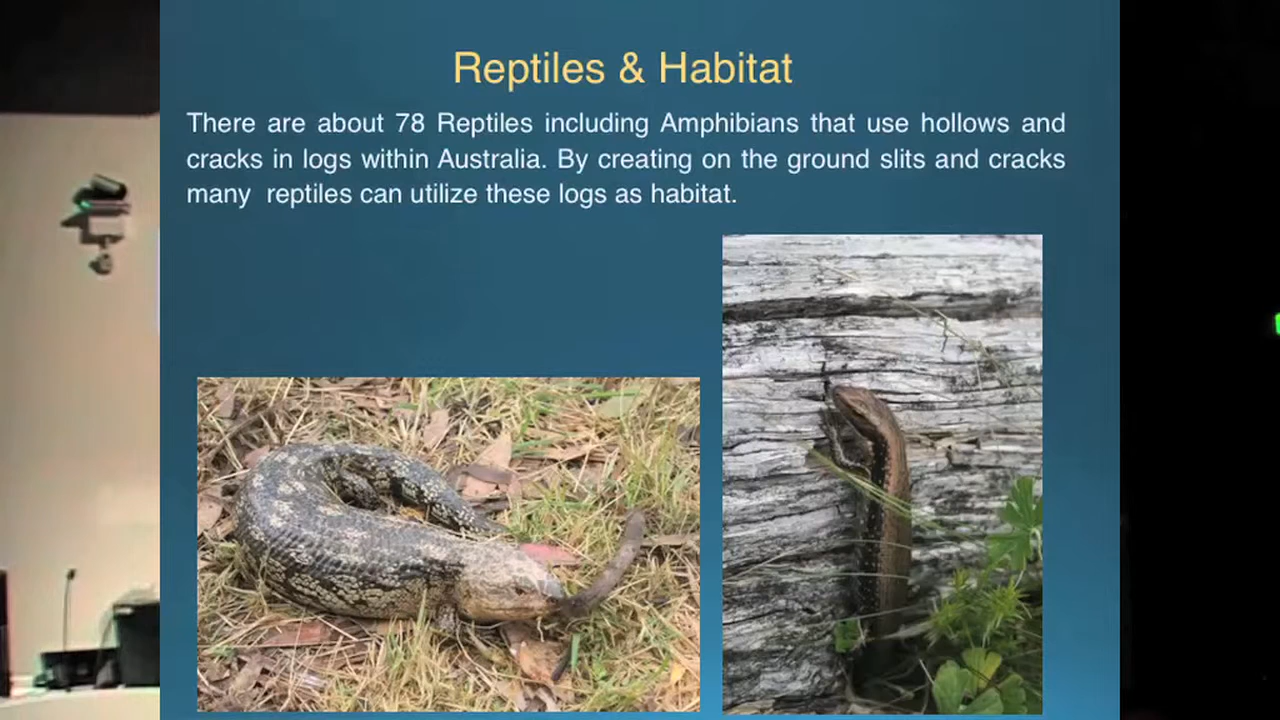 Reptiles & Habitat
There are about 78 Reptiles including Amphibians that use hollows and
cracks in logs within Australia. By creating on the ground slits and cracks
many  reptiles can utilize these logs as habitat.